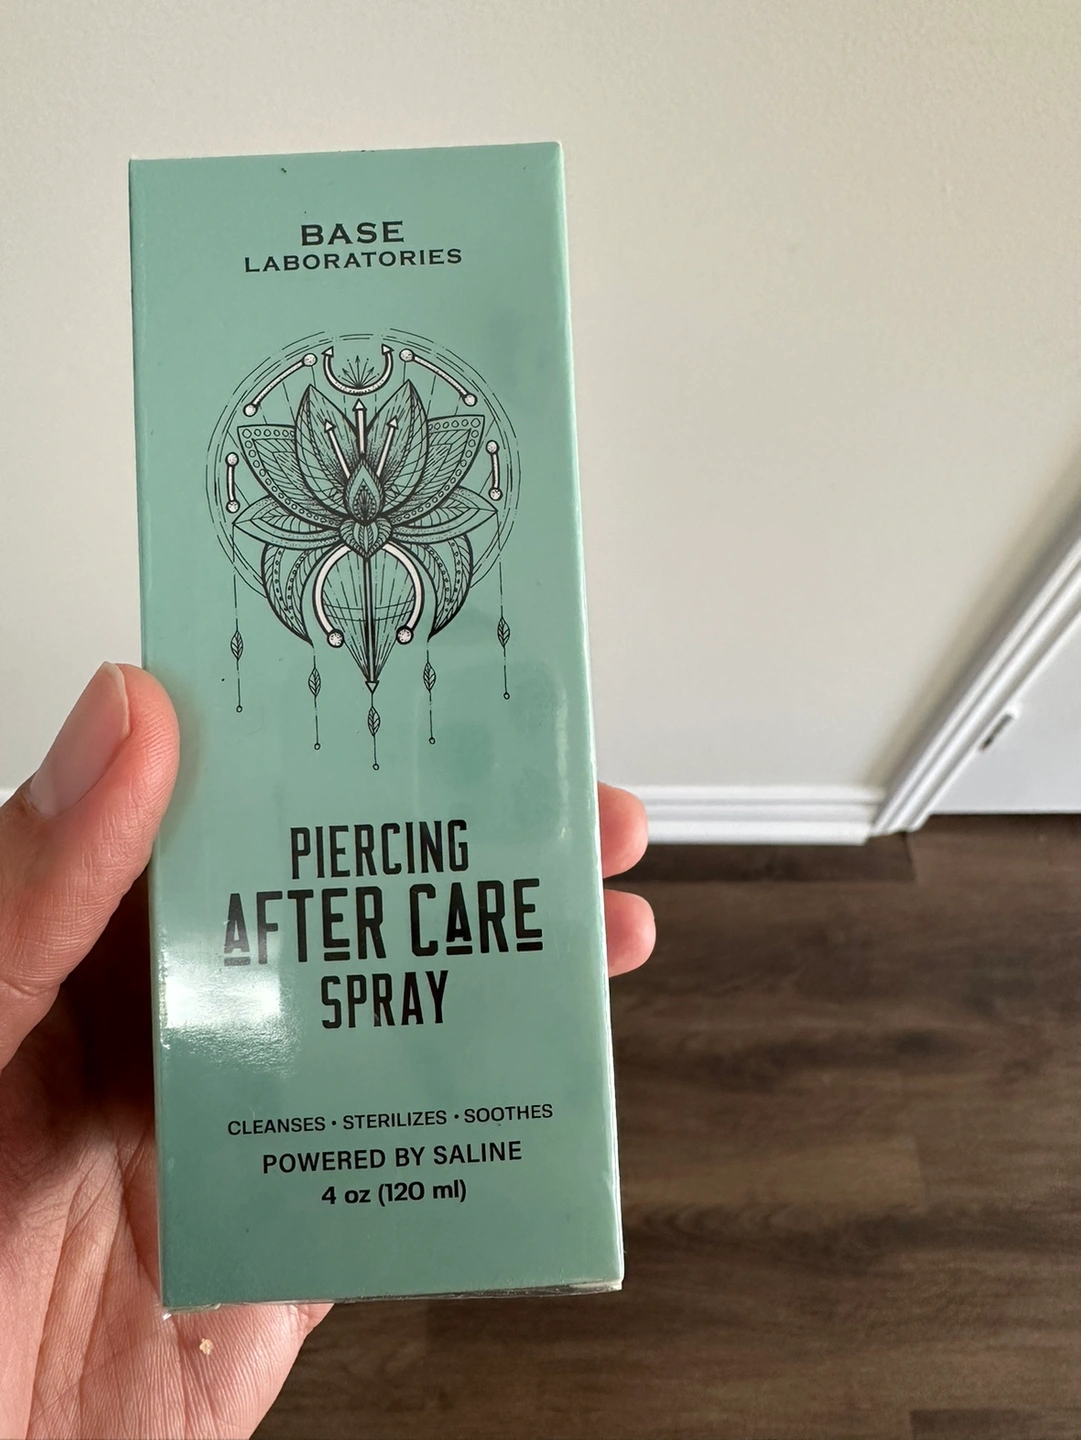 BASE
LABORATORIES
PIERCING
AFTER CARE
SPRAY
CLEANSES • STERILIZES • SOOTHES
POWERED BY SALINE
4 oz (120 ml)